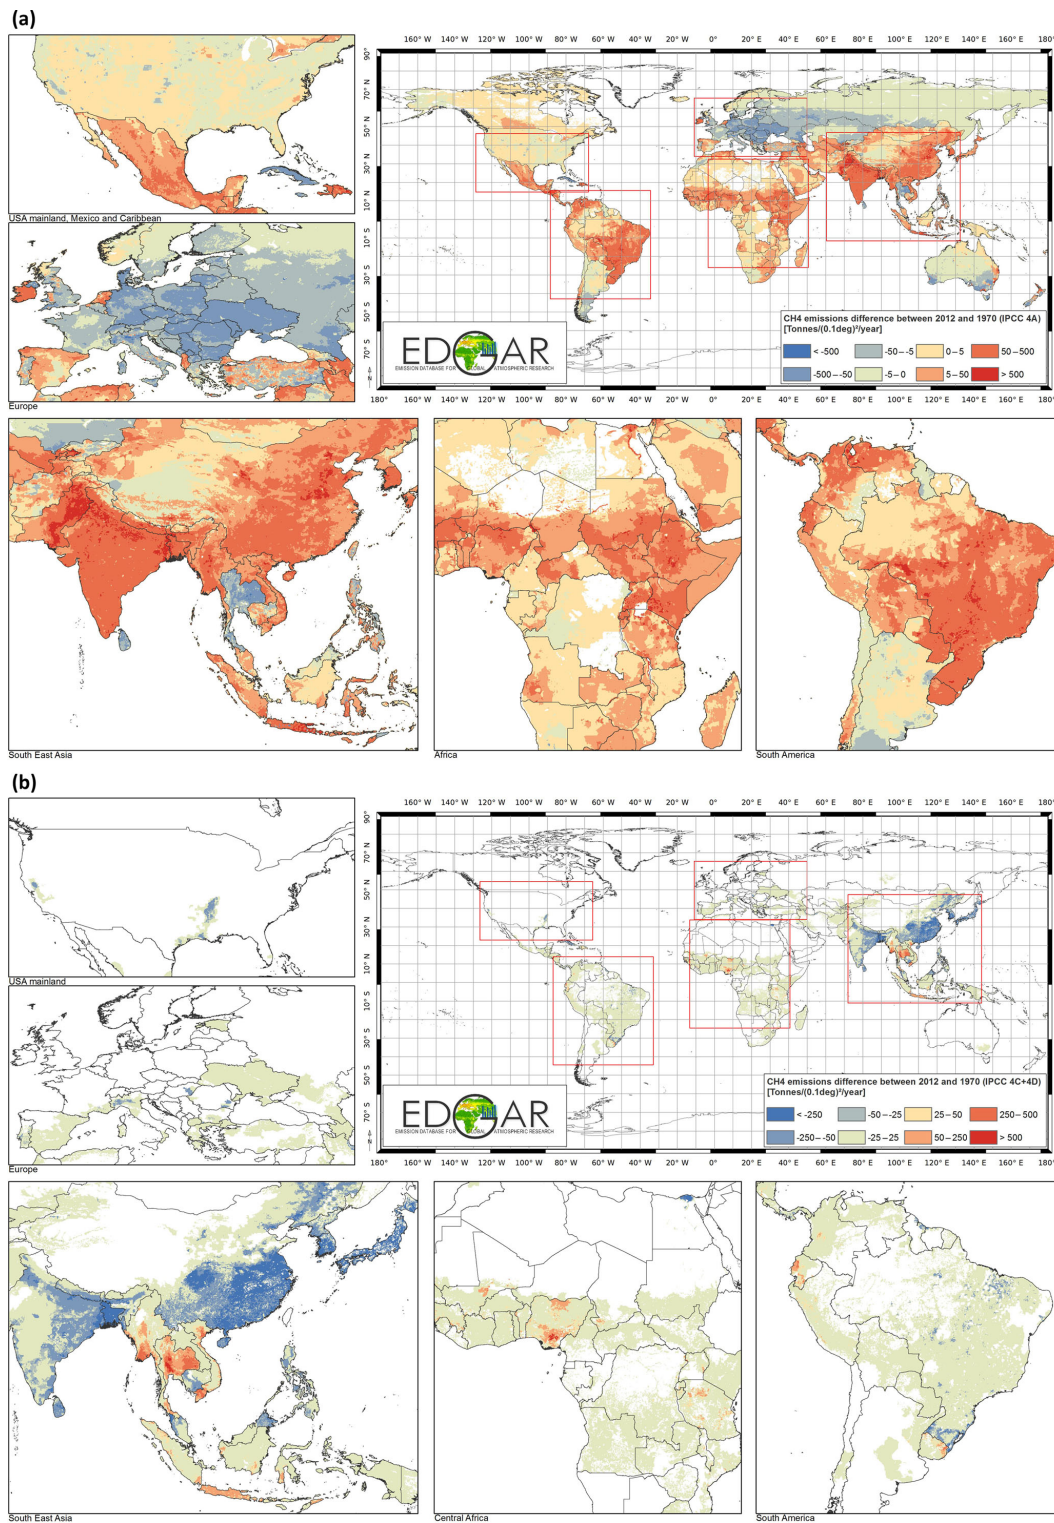 (a)
160° W 120° W 100° W 80° W 60° W 40° W 20° W 0° 20° E 40° E 60° E 80° E 100° E 120° E 140° E 160° E 180° E
90° N
70° N
50° N
30° N
10° N
10° S
30° S
50° S
70° S
USA mainland, Mexico and Caribbean
Europe
EDGAR
EMISSION DATABASE FOR GLOBAL ATMOSPHERIC RESEARCH
CH4 emissions difference between 2012 and 1970 (IPCC 4A)
[Tonnes/(0.1deg)²/year]
< -500 -50 – -5 0 – 5 50 – 500
-500 – -50 -5 – 0 5 – 50 > 500
180° W 160° W 120° W 100° W 80° W 60° W 40° W 20° W 0° 20° E 40° E 60° E 80° E 100° E 120° E 140° E 180° E
South East Asia
Africa
South America
(b)
160° W 120° W 100° W 80° W 60° W 40° W 20° W 0° 20° E 40° E 60° E 80° E 100° E 120° E 140° E 160° E 180° E
90° N
70° N
50° N
30° N
10° N
10° S
30° S
50° S
70° S
USA mainland
Europe
EDGAR
EMISSION DATABASE FOR GLOBAL ATMOSPHERIC RESEARCH
CH4 emissions difference between 2012 and 1970 (IPCC 4C+4D)
[Tonnes/(0.1deg)²/year]
< -250 -50 – -25 25 – 50 250 – 500
-250 – -50 -25 – 25 50 – 250 > 500
180° W 160° W 120° W 100° W 80° W 60° W 40° W 20° W 0° 20° E 40° E 60° E 80° E 100° E 120° E 140° E 180° E
South East Asia
Central Africa
South America